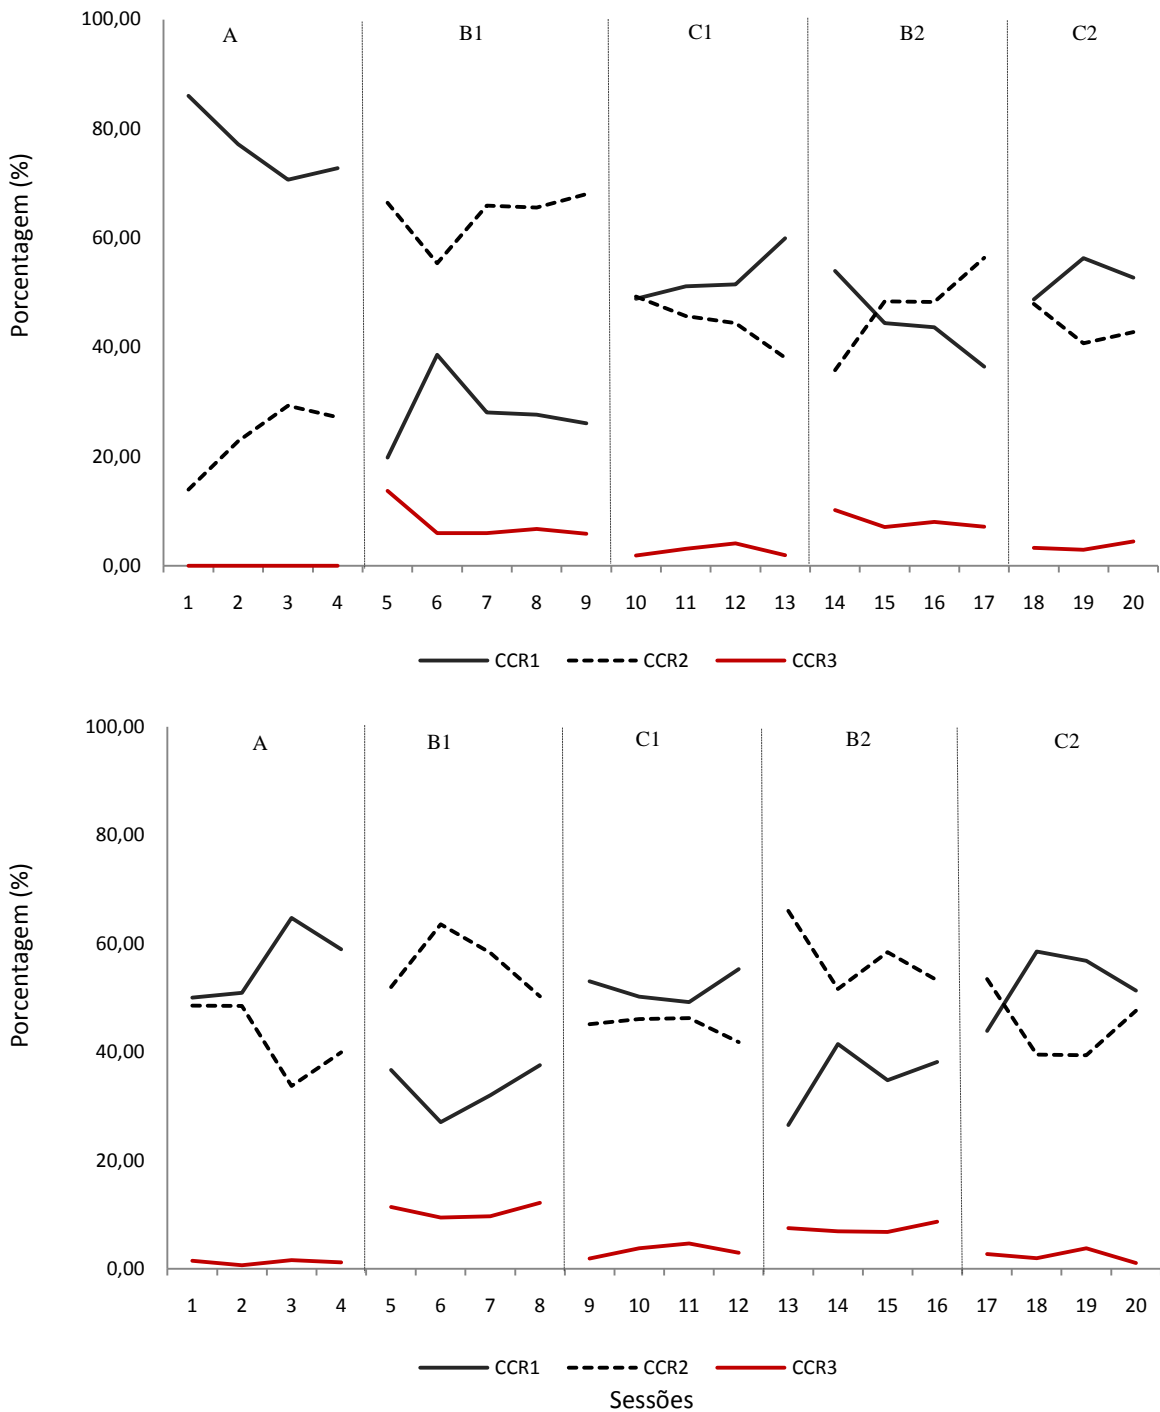 100,00
80,00
60,00
40,00
20,00
0,00
Porcentagem (%)
A B1 C1 B2 C2
1 2 3 4 5 6 7 8 9 10 11 12 13 14 15 16 17 18 19 20
CCR1 CCR2 CCR3
100,00
80,00
60,00
40,00
20,00
0,00
Porcentagem (%)
A B1 C1 B2 C2
1 2 3 4 5 6 7 8 9 10 11 12 13 14 15 16 17 18 19 20
CCR1 CCR2 CCR3
Sessões